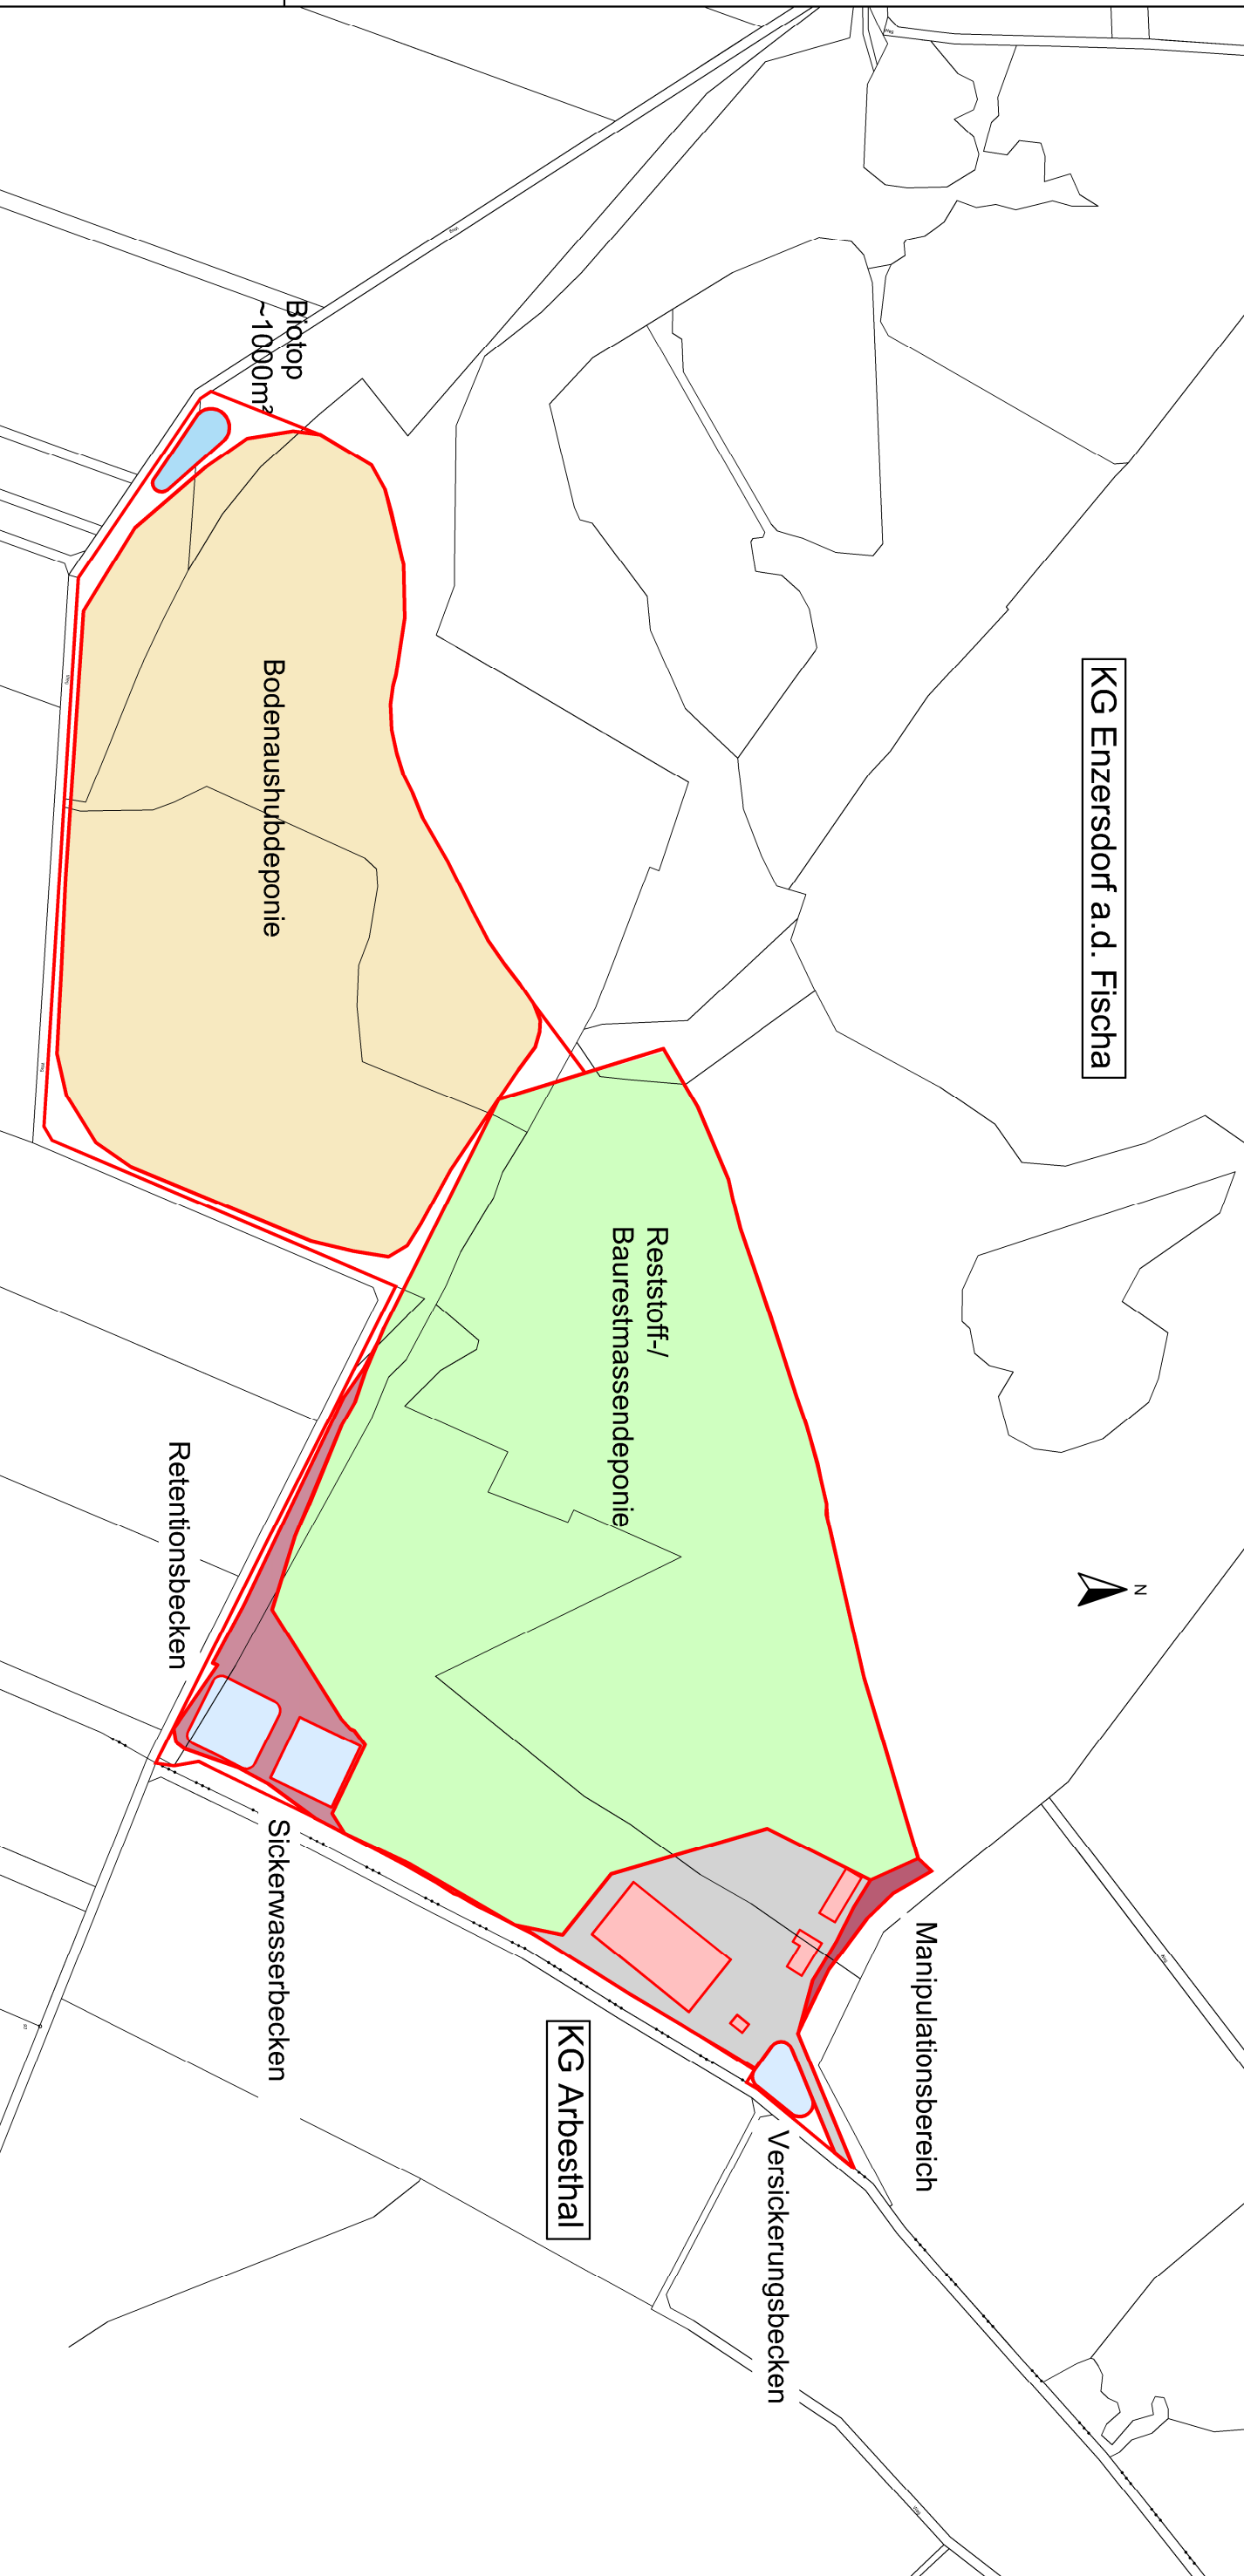 KG Enzersdorf a.d. Fischa
Biotop
~1000m²
Bodenaushubdeponie
Reststoff-/
Baurestmassendeponie
N
Retentionsbecken
Sickerwasserbecken
Manipulationsbereich
KG Arbesthal
Versickerungsbecken